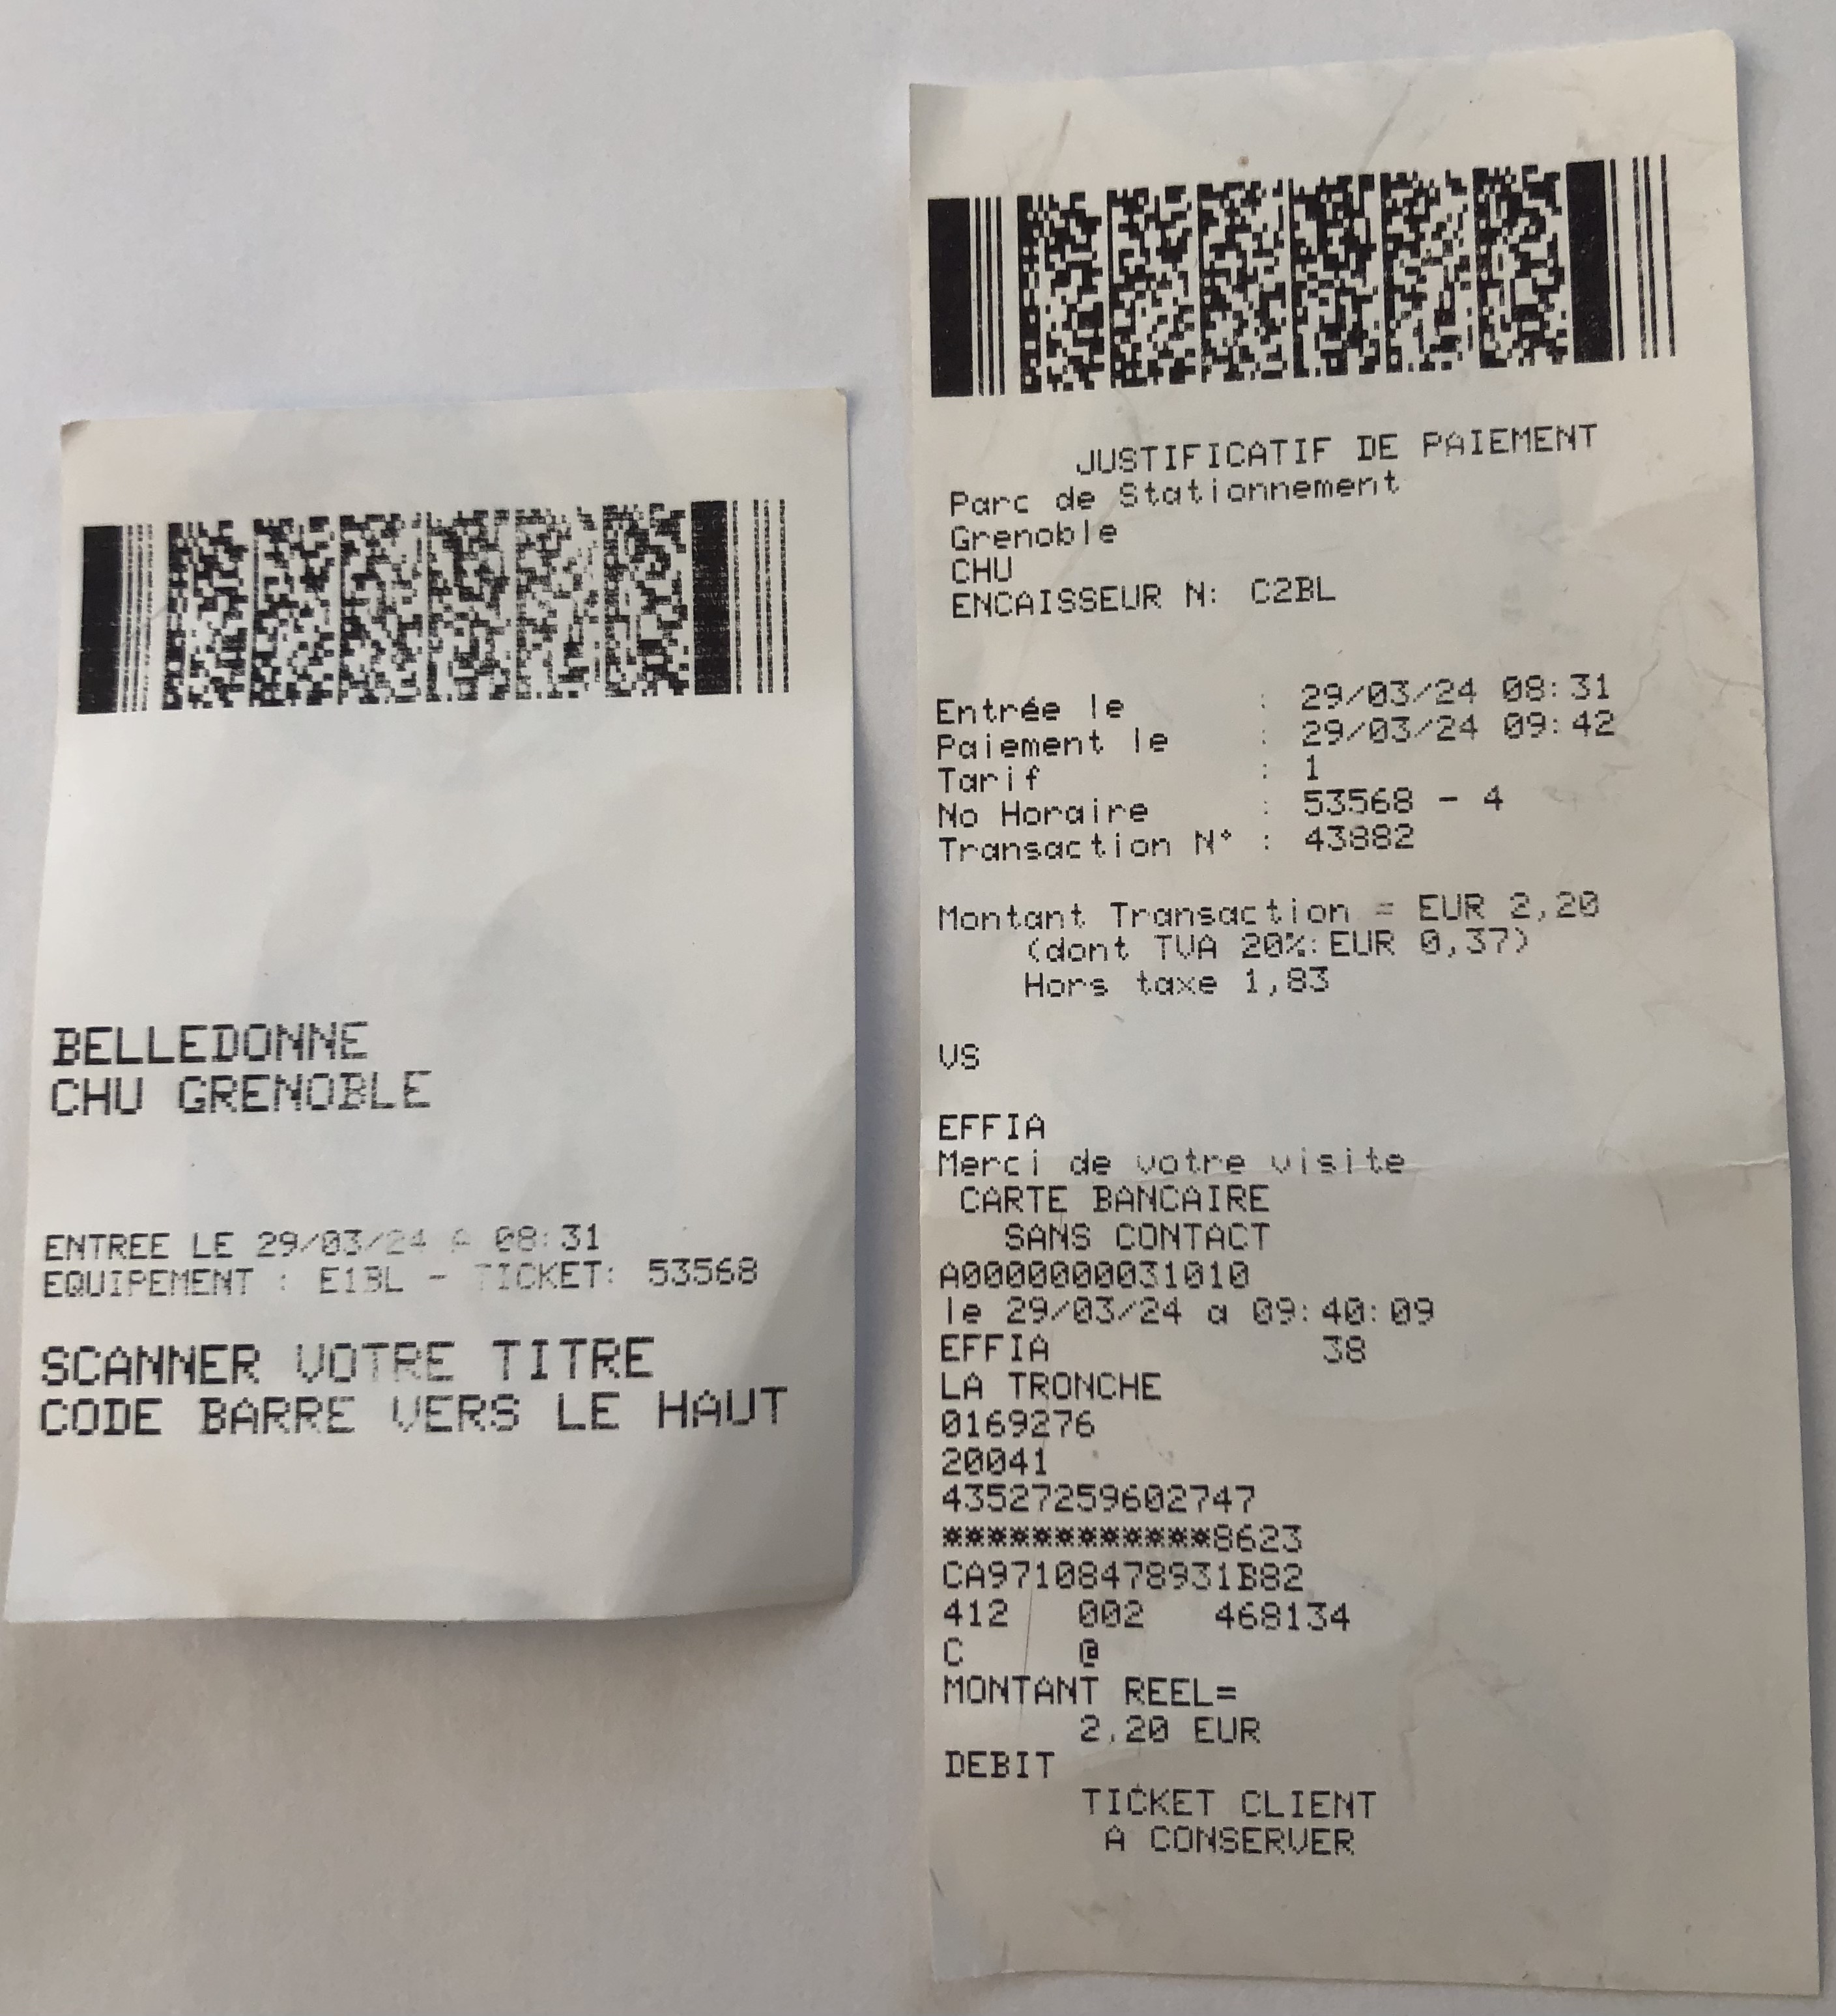 BELLEDONNE
CHU GRENOBLE
ENTREE LE 29/03/24 A 08:31
EQUIPEMENT : E1BL - TICKET: 53568
SCANNER VOTRE TITRE
CODE BARRE VERS LE HAUT
JUSTIFICATIF DE PAIEMENT
Parc de Stationnement
Grenoble
CHU
ENCAISSEUR N: C2BL
Entrée le : 29/03/24 08:31
Paiement le : 29/03/24 09:42
Tarif : 1
No Horaire : 53568 - 4
Transaction N° : 43882
Montant Transaction = EUR 2,20
(dont TVA 20%:EUR 0,37)
Hors taxe 1,83
VS
EFFIA
Merci de votre visite
CARTE BANCAIRE
SANS CONTACT
A0000000031010
le 29/03/24 a 09:40:09
EFFIA 38
LA TRONCHE
0169276
20041
43527259602747
************8623
CA97108478931B82
412 002 468134
C @
MONTANT REEL=
2,20 EUR
DEBIT
TICKET CLIENT
A CONSERVER